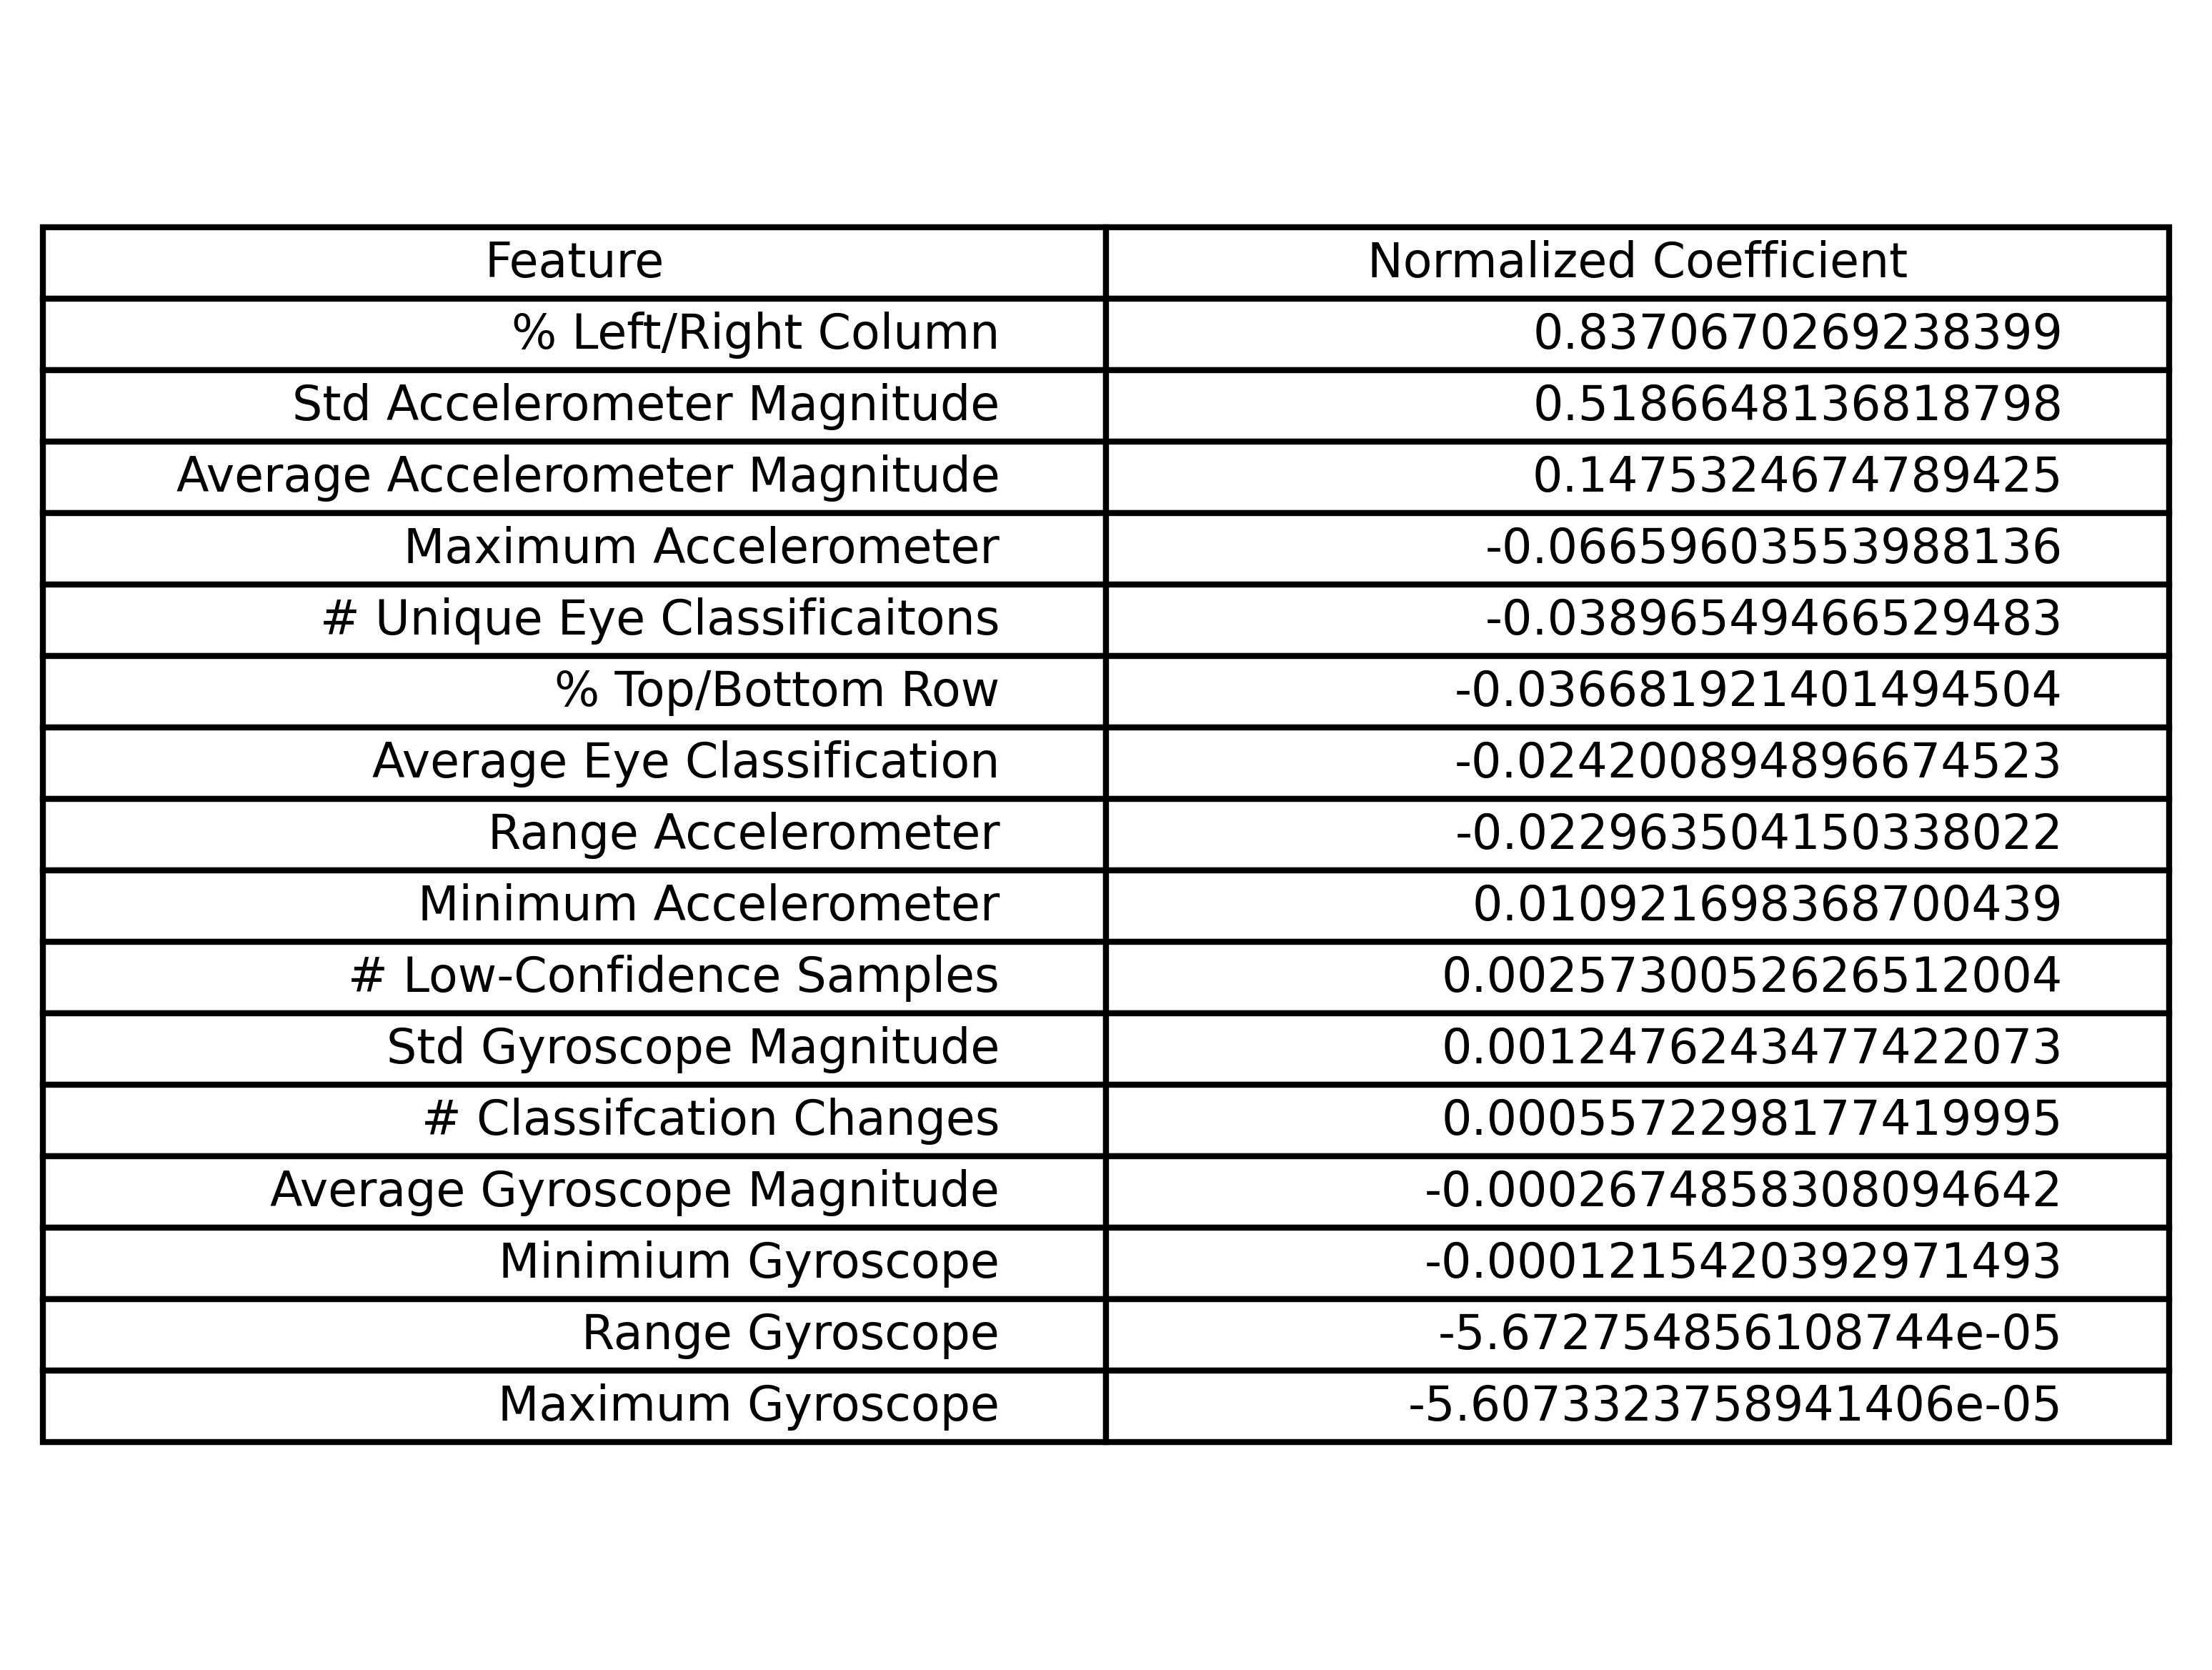 Feature Normalized Coefficient
% Left/Right Column 0.8370670269238399
Std Accelerometer Magnitude 0.5186648136818798
Average Accelerometer Magnitude 0.1475324674789425
Maximum Accelerometer -0.06659603553988136
# Unique Eye Classificaitons -0.03896549466529483
% Top/Bottom Row -0.036681921401494504
Average Eye Classification -0.024200894896674523
Range Accelerometer -0.022963504150338022
Minimum Accelerometer 0.010921698368700439
# Low-Confidence Samples 0.0025730052626512004
Std Gyroscope Magnitude 0.0012476243477422073
# Classifcation Changes 0.0005572298177419995
Average Gyroscope Magnitude -0.0002674858308094642
Minimium Gyroscope -0.0001215420392971493
Range Gyroscope -5.672754856108744e-05
Maximum Gyroscope -5.6073323758941406e-05